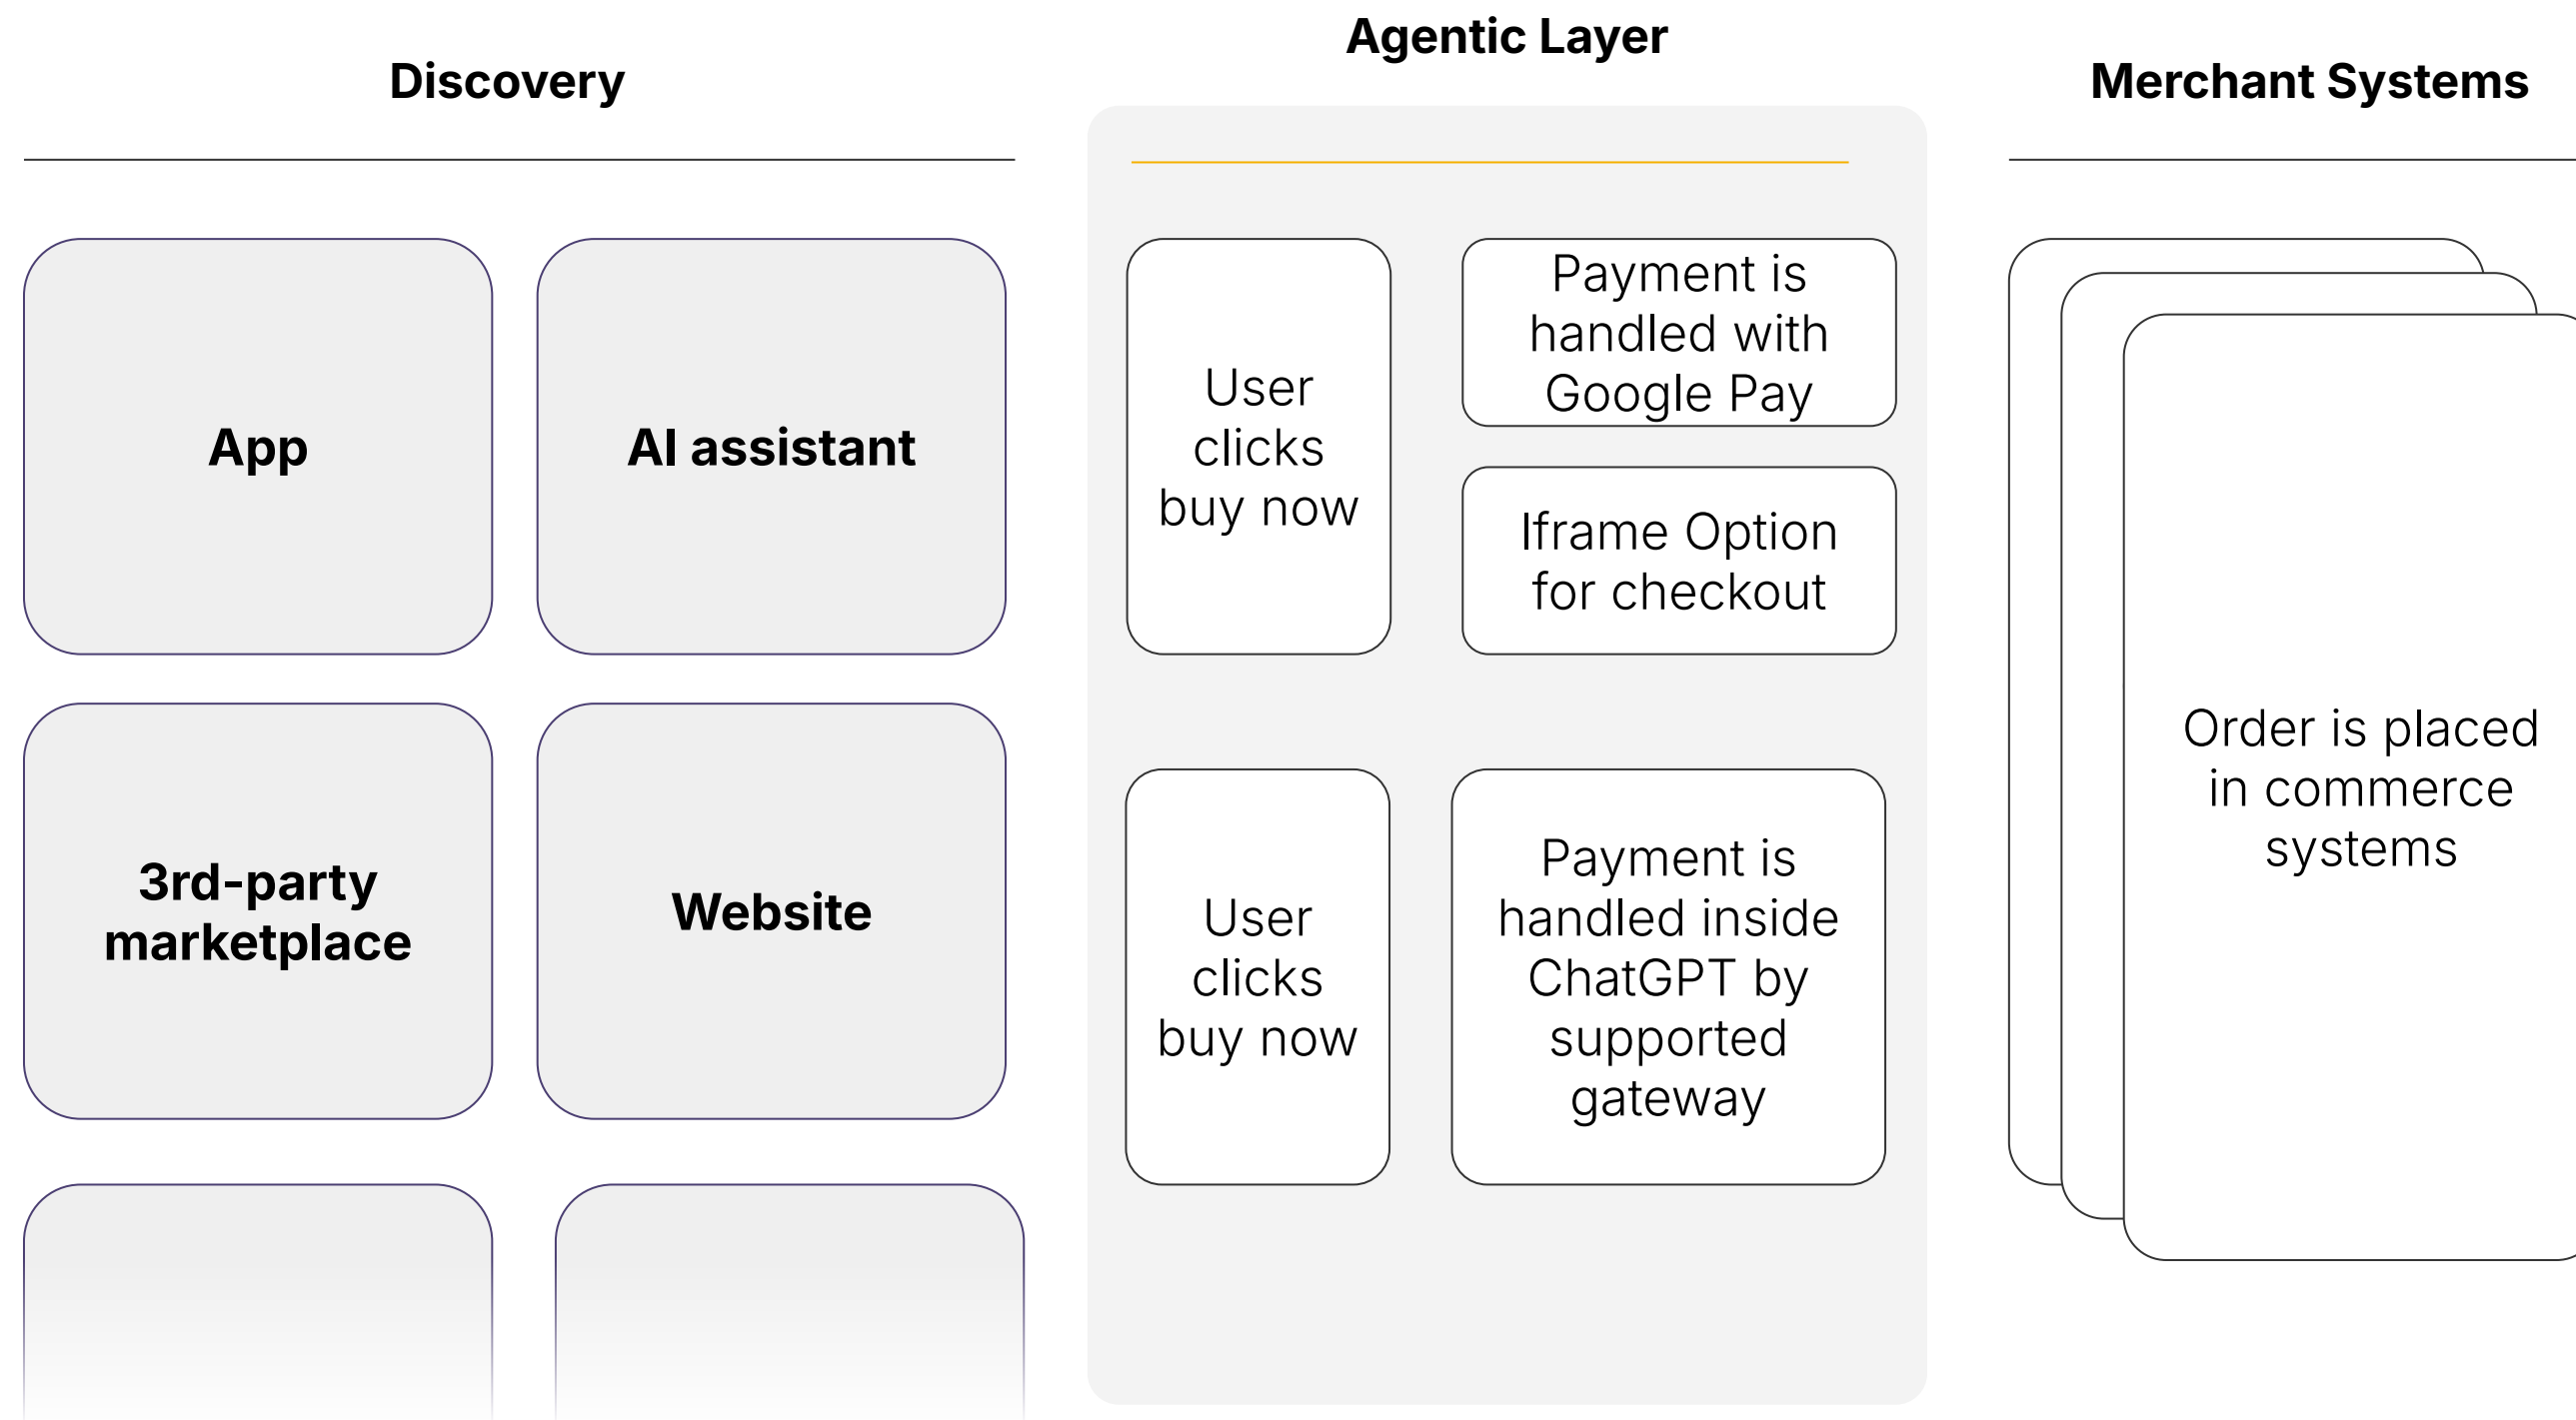 Discovery
Agentic Layer
Merchant Systems
App
AI assistant
3rd-party
marketplace
Website
User
clicks
buy now
Payment is
handled with
Google Pay
Iframe Option
for checkout
User
clicks
buy now
Payment is
handled inside
ChatGPT by
supported
gateway
Order is placed
in commerce
systems